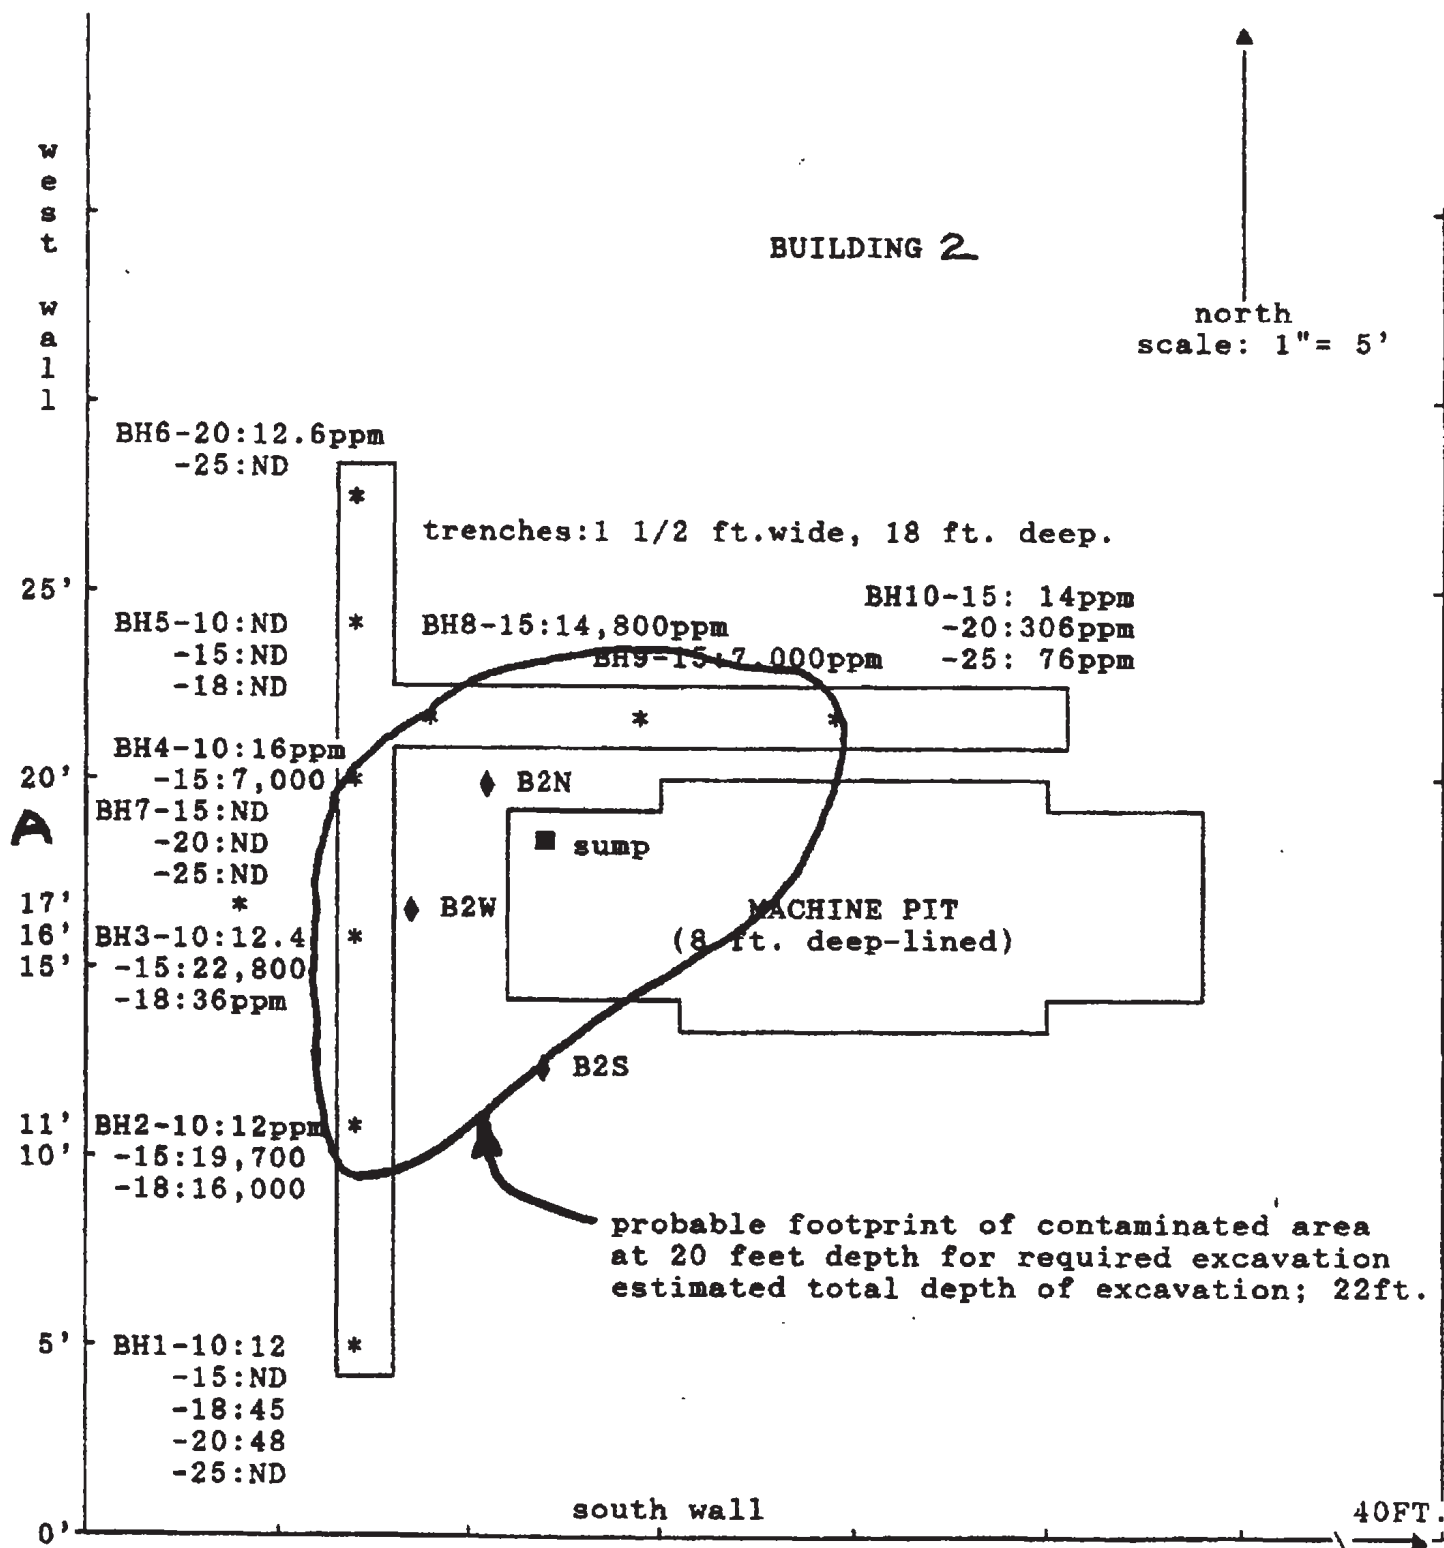 west wall
BUILDING 2
north
scale: 1"= 5'
BH6-20:12.6ppm
-25:ND
trenches:1 1/2 ft.wide, 18 ft. deep.
25'
BH5-10:ND
-15:ND
-18:ND
BH8-15:14,800ppm
BH9-15:7,000ppm
BH10-15: 14ppm
-20:306ppm
-25: 76ppm
BH4-10:16ppm
20'
-15:7,000
BH7-15:ND
-20:ND
-25:ND
A
B2N
sump
17'
*
16'
BH3-10:12.4
15'
-15:22,800
-18:36ppm
B2W
MACHINE PIT
(8 ft. deep-lined)
B2S
11'
BH2-10:12ppm
10'
-15:19,700
-18:16,000
probable footprint of contaminated area
at 20 feet depth for required excavation
estimated total depth of excavation; 22ft.
5'
BH1-10:12
-15:ND
-18:45
-20:48
-25:ND
south wall
40FT.
0'